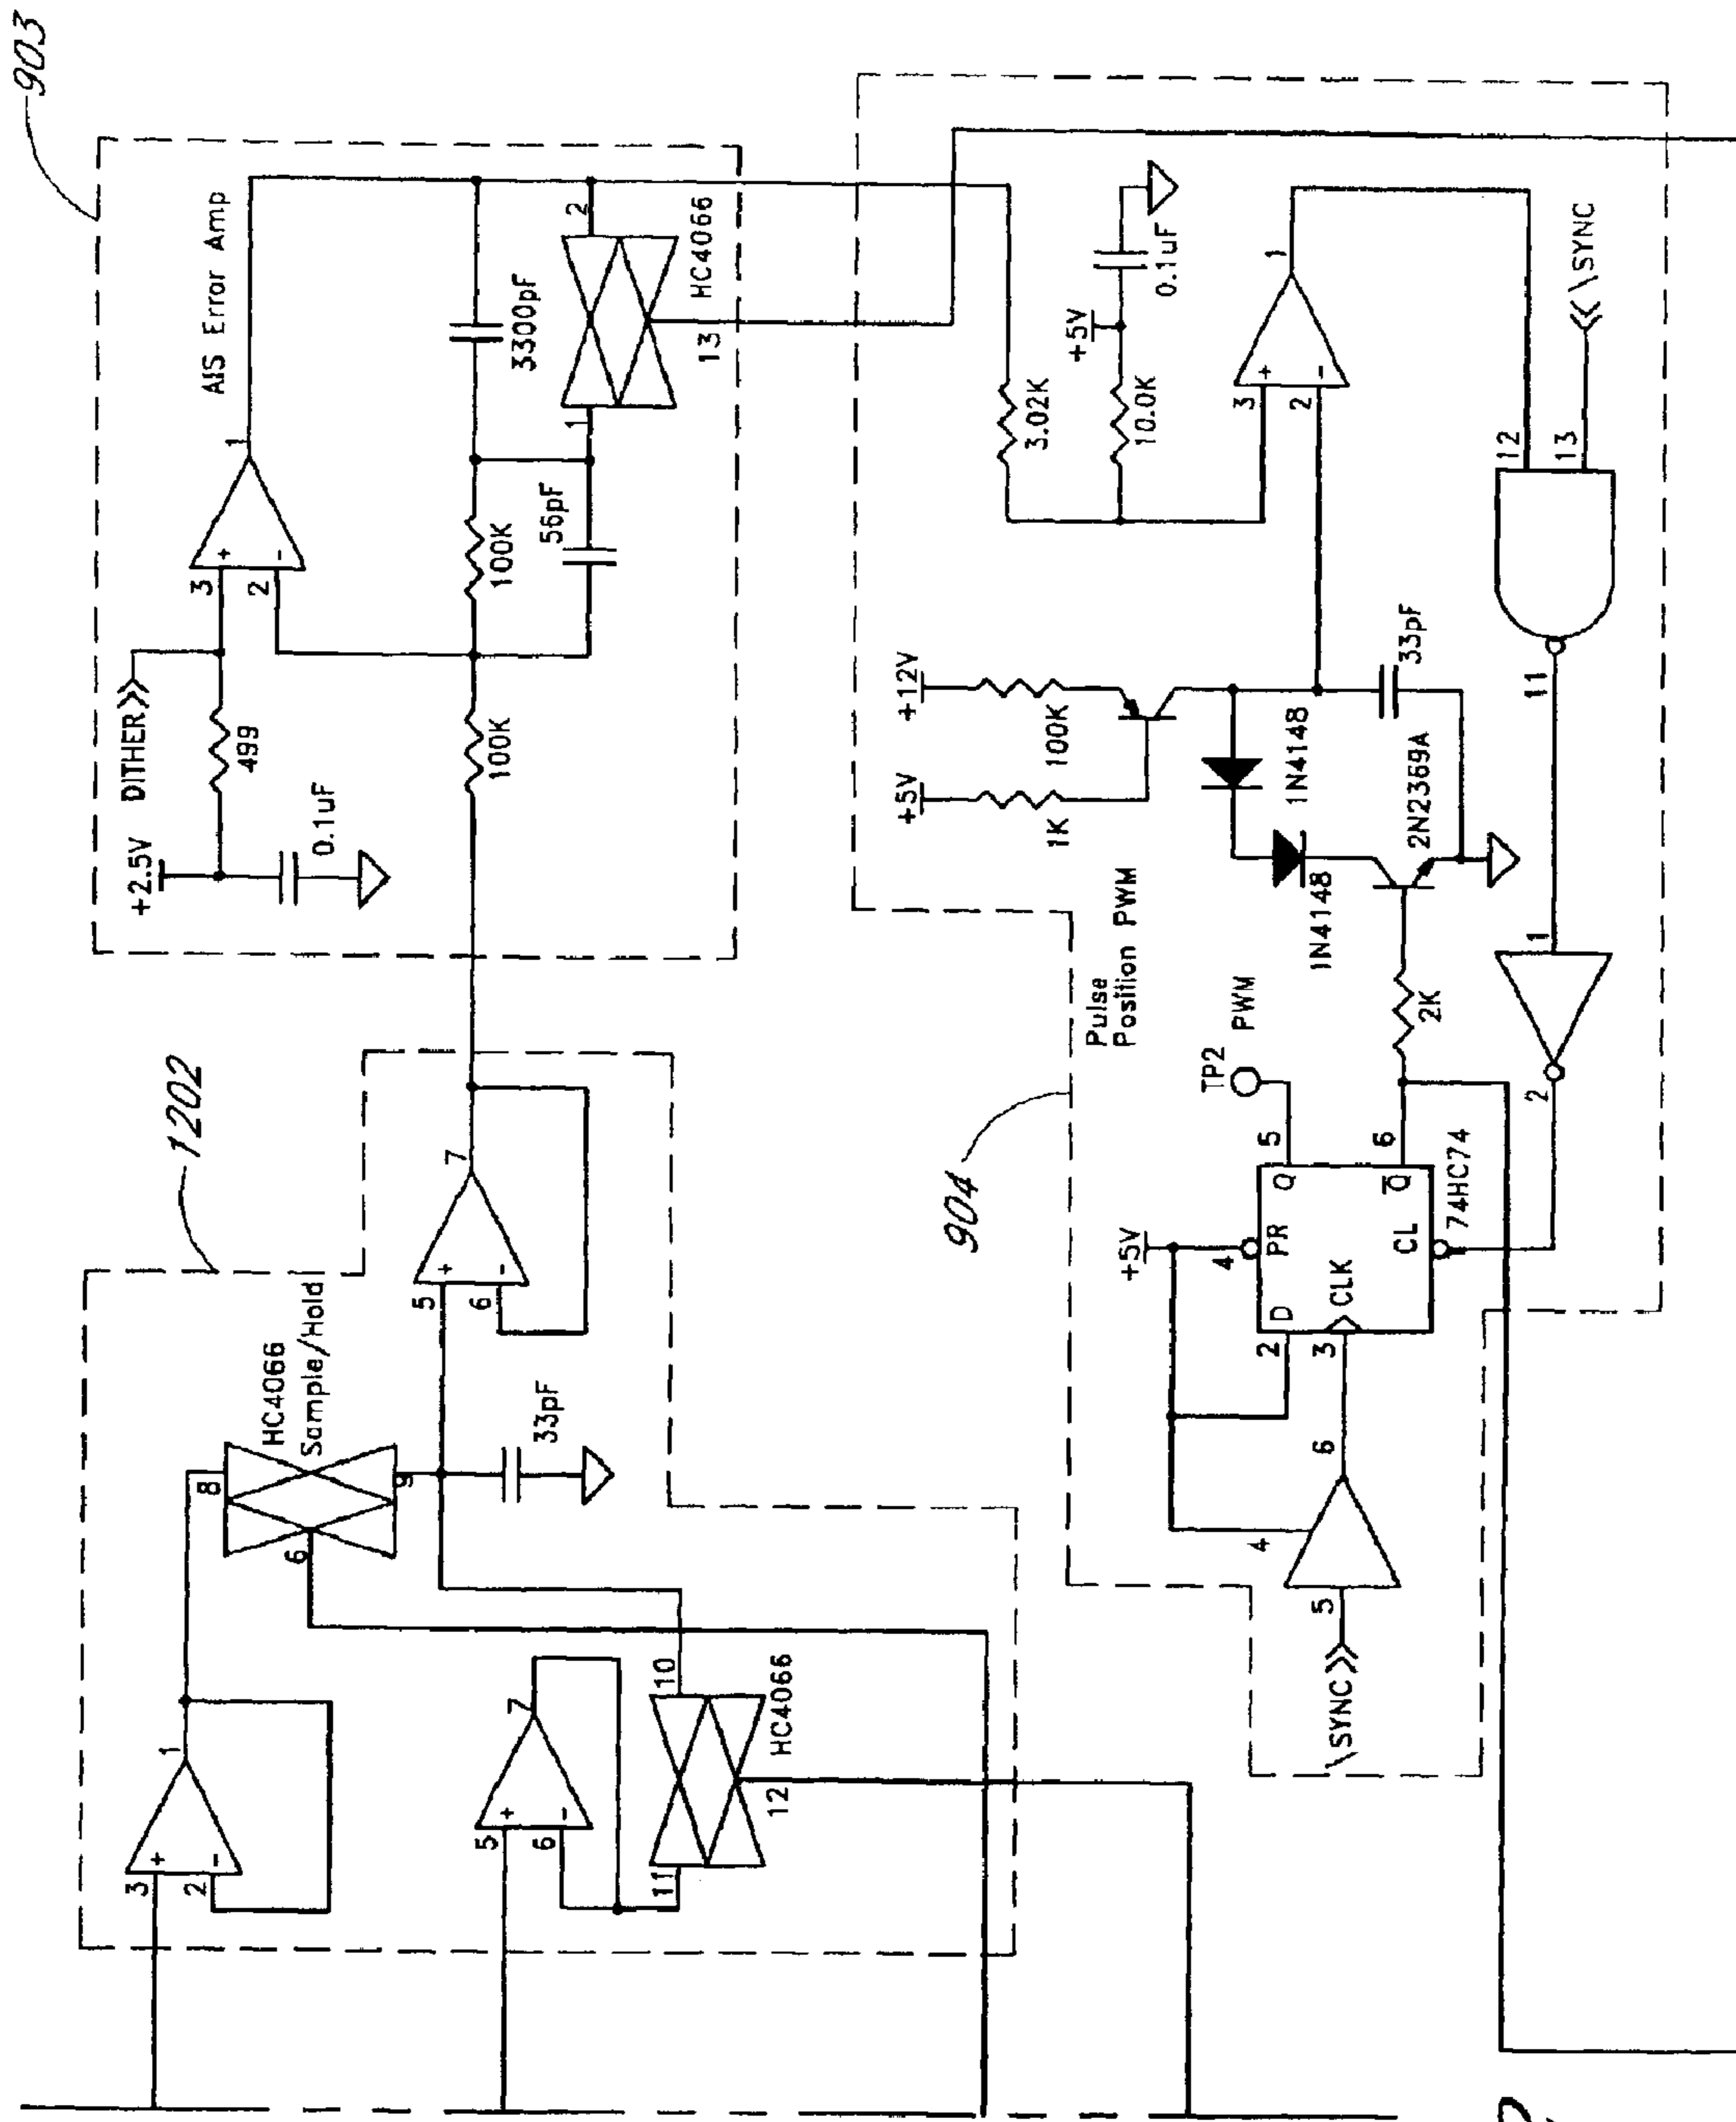 903
AIS Error Amp
DITHER
+2.5V
499
0.1uF
3
2
1
+
-
100K
100K
56pF
3300pF
1
2
13
HC4066
1202
HC4066
Sample/Hold
8
9
6
33pF
3
2
1
+
-
5
6
7
+
-
5
6
7
+
-
10
11
12
HC4066
904
Pulse
Position PWM
+5V
1K
+12V
100K
1N4148
1N4148
2N2369A
33pF
3.02K
10.0K
+5V
0.1uF
3
2
1
+
-
12
13
11
\SYNC
1
2
2K
TP2
PWM
+5V
4
PR
2
D
Q
5
3
CLK
Q
6
CL
74HC74
4
5
6
\SYNC